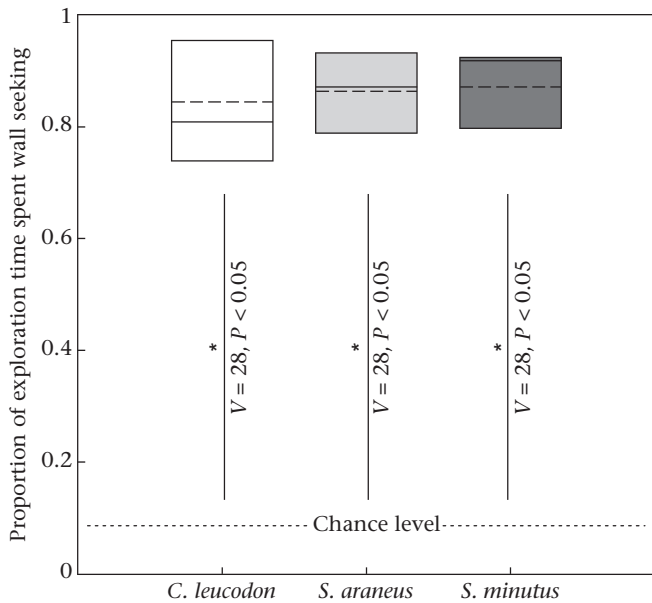 Proportion of exploration time spent wall seeking
1
0.8
0.6
0.4
0.2
0
*
V = 28, P < 0.05
*
V = 28, P < 0.05
*
V = 28, P < 0.05
Chance level
C. leucodon
S. araneus
S. minutus